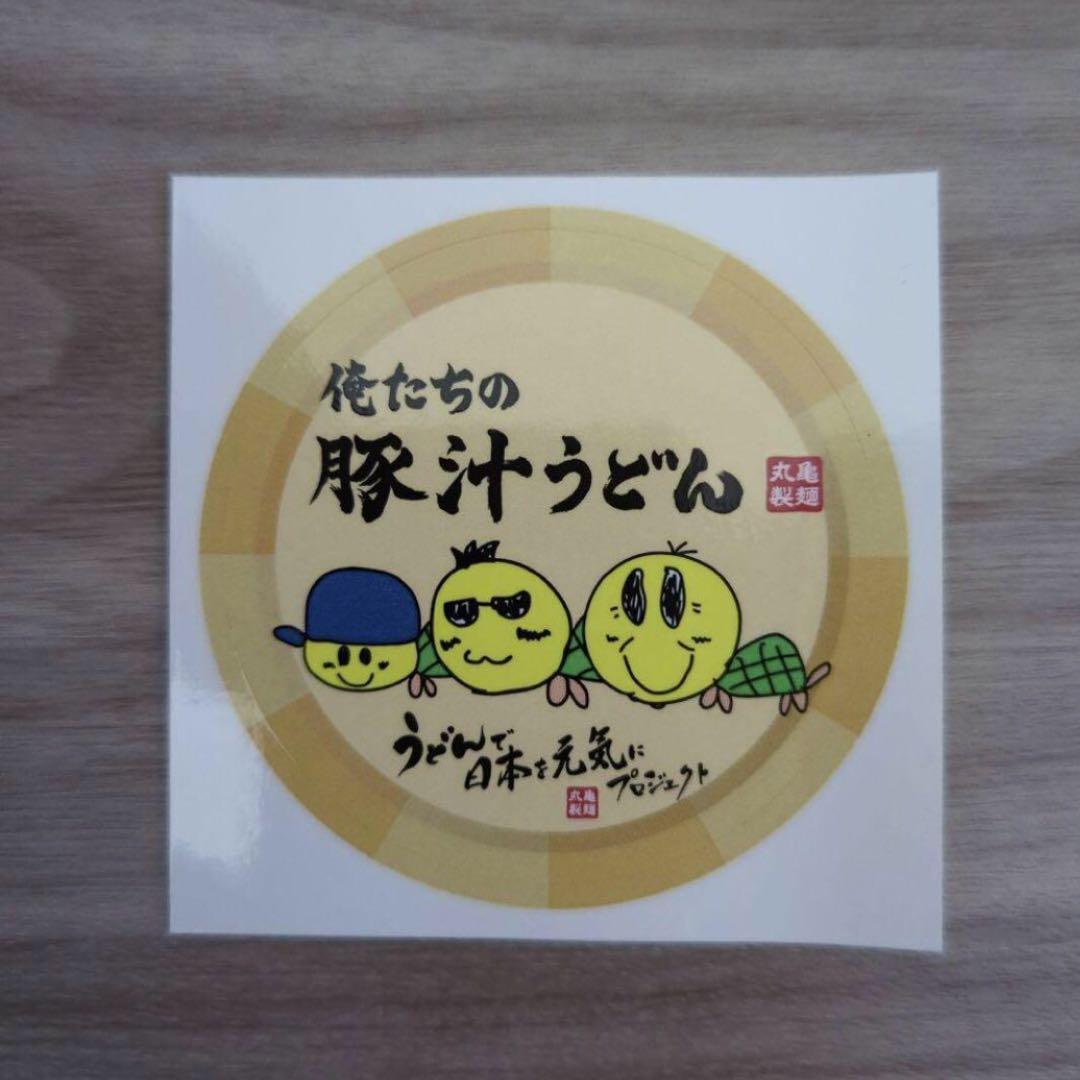 俺たちの
豚汁うどん
丸亀
製麺
うどんで
日本を元気に
プロジェクト
丸亀
製麺